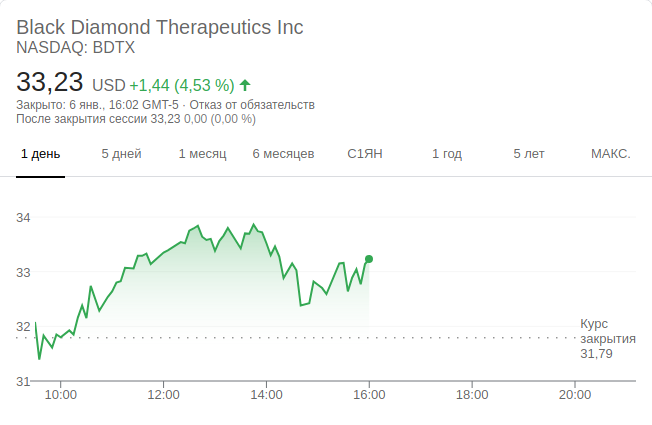 Black Diamond Therapeutics Inc
NASDAQ: BDTX
33,23 USD +1,44 (4,53 %)
Закрыто: 6 янв., 16:02 GMT-5 · Отказ от обязательств
После закрытия сессии 33,23 0,00 (0,00 %)
1 день 5 дней 1 месяц 6 месяцев С1ЯН 1 год 5 лет МАКС.
34
33
32
Курс
закрытия
31,79
31
10:00 12:00 14:00 16:00 18:00 20:00